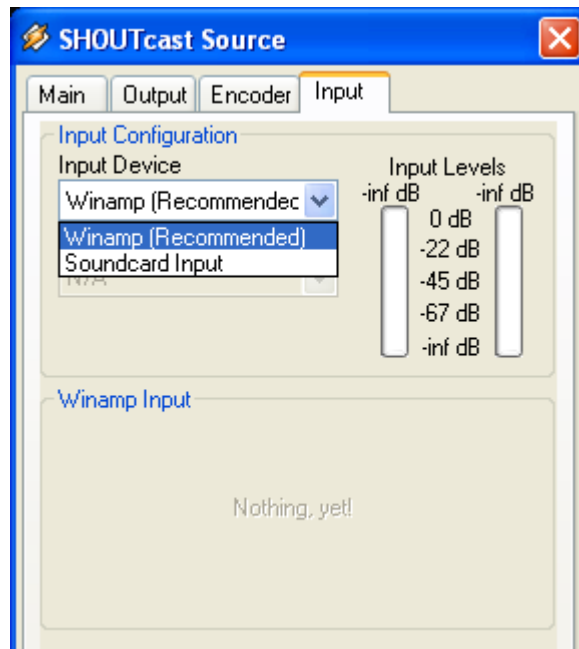 SHOUTcast Source
Main Output Encoder Input
Input Configuration
Input Device
Winamp (Recommendec
Winamp (Recommended)
Soundcard Input
N/A
Input Levels
-inf dB -inf dB
0 dB
-22 dB
-45 dB
-67 dB
-inf dB
Winamp Input
Nothing, yet!